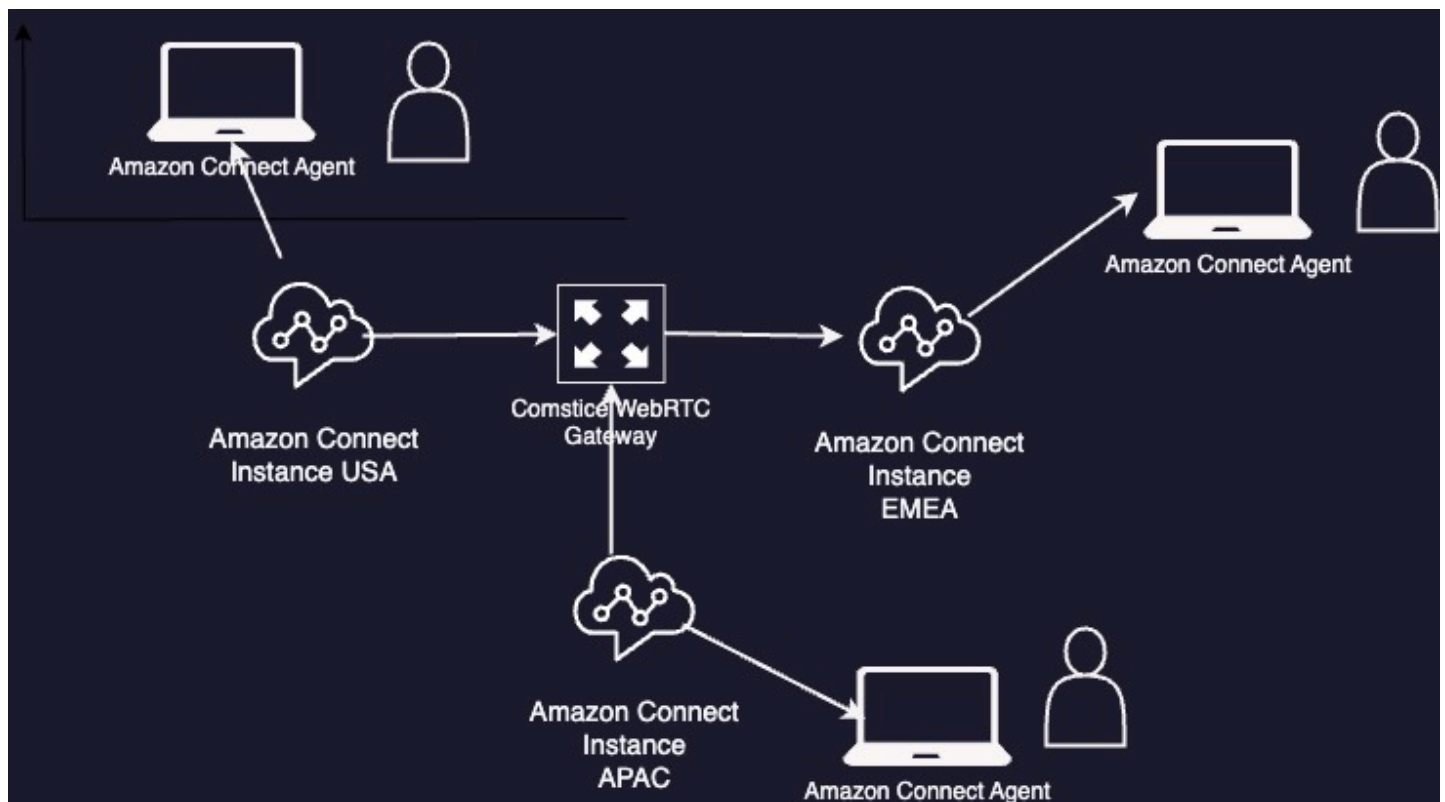 Amazon Connect Agent
Amazon Connect Agent
Comstice WebRTC
Gateway
Amazon Connect
Instance USA
Amazon Connect
Instance
EMEA
Amazon Connect
Instance
APAC
Amazon Connect Agent